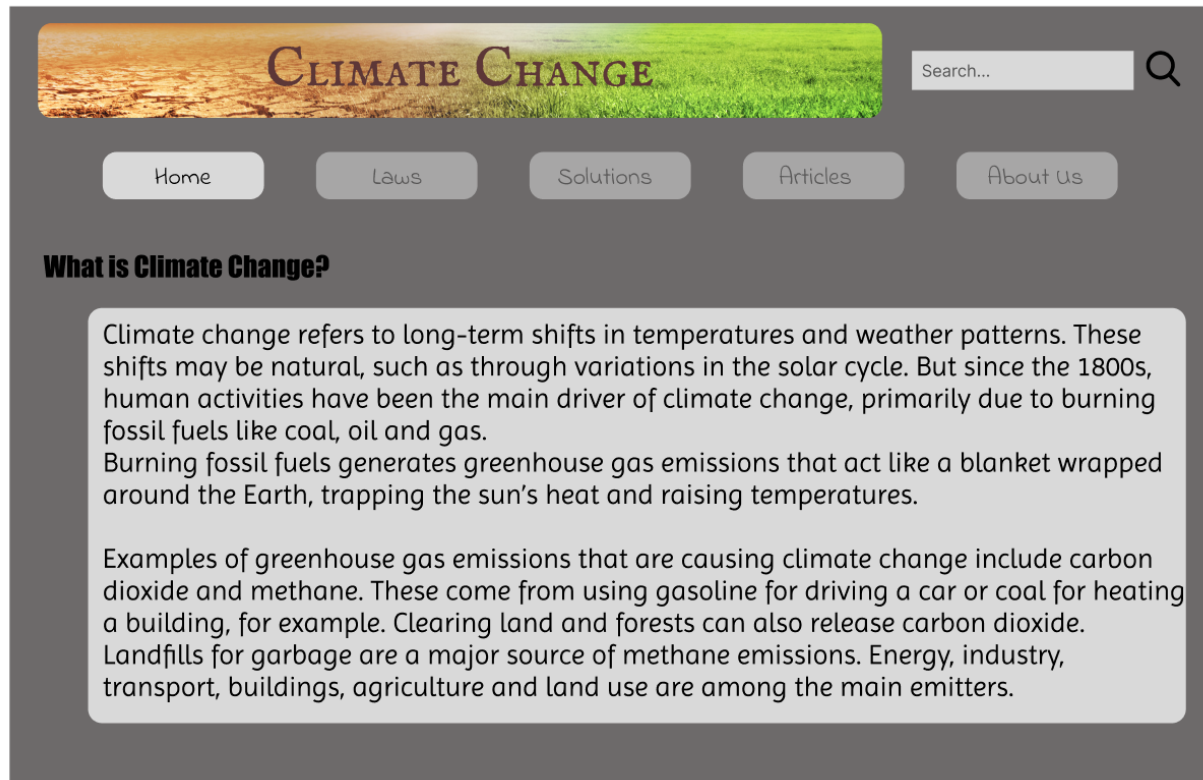 Climate Change
Search...
Home
Laws
Solutions
Articles
About Us
What is Climate Change?
Climate change refers to long-term shifts in temperatures and weather patterns. These
shifts may be natural, such as through variations in the solar cycle. But since the 1800s,
human activities have been the main driver of climate change, primarily due to burning
fossil fuels like coal, oil and gas.
Burning fossil fuels generates greenhouse gas emissions that act like a blanket wrapped
around the Earth, trapping the sun’s heat and raising temperatures.
Examples of greenhouse gas emissions that are causing climate change include carbon
dioxide and methane. These come from using gasoline for driving a car or coal for heating
a building, for example. Clearing land and forests can also release carbon dioxide.
Landfills for garbage are a major source of methane emissions. Energy, industry,
transport, buildings, agriculture and land use are among the main emitters.